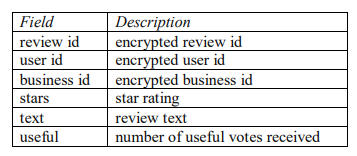 Field Description
review id encrypted review id
user id encrypted user id
business id encrypted business id
stars star rating
text review text
useful number of useful votes received